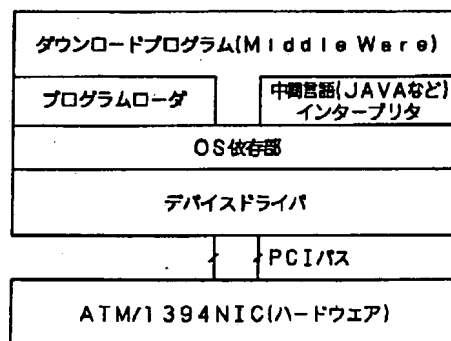 ダウンロードプログラム(Middle Ware)
プログラムローダ
中間言語(JAVAなど)
インタープリタ
OS依存部
デバイスドライバ
PCIバス
ATM/1394NIC(ハードウェア)